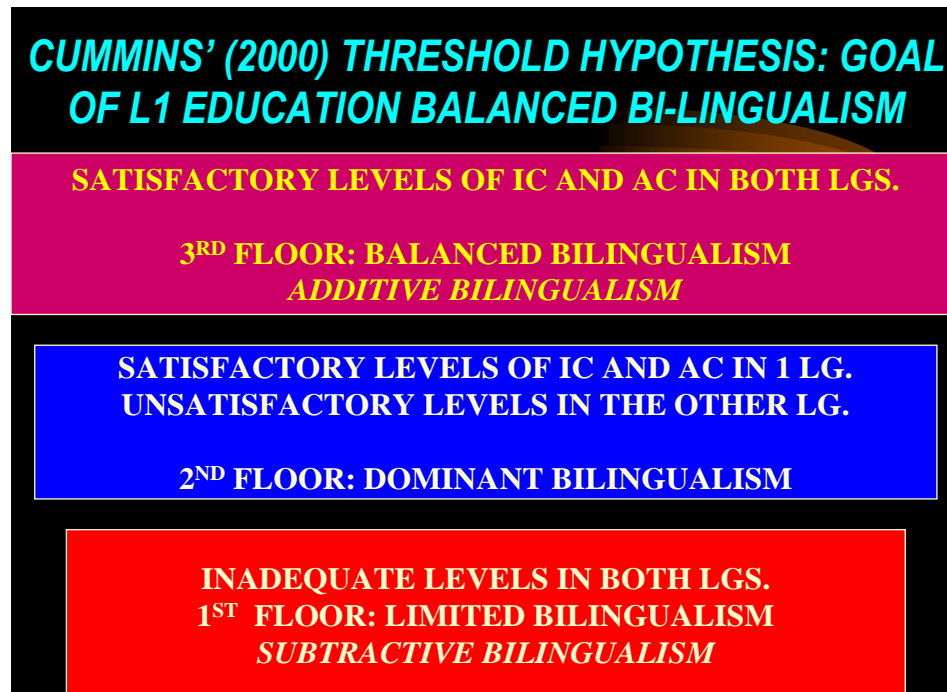 CUMMINS’ (2000) THRESHOLD HYPOTHESIS: GOAL
OF L1 EDUCATION BALANCED BI-LINGUALISM
SATISFACTORY LEVELS OF IC AND AC IN BOTH LGS.
3RD FLOOR: BALANCED BILINGUALISM
ADDITIVE BILINGUALISM
SATISFACTORY LEVELS OF IC AND AC IN 1 LG.
UNSATISFACTORY LEVELS IN THE OTHER LG.
2ND FLOOR: DOMINANT BILINGUALISM
INADEQUATE LEVELS IN BOTH LGS.
1ST FLOOR: LIMITED BILINGUALISM
SUBTRACTIVE BILINGUALISM